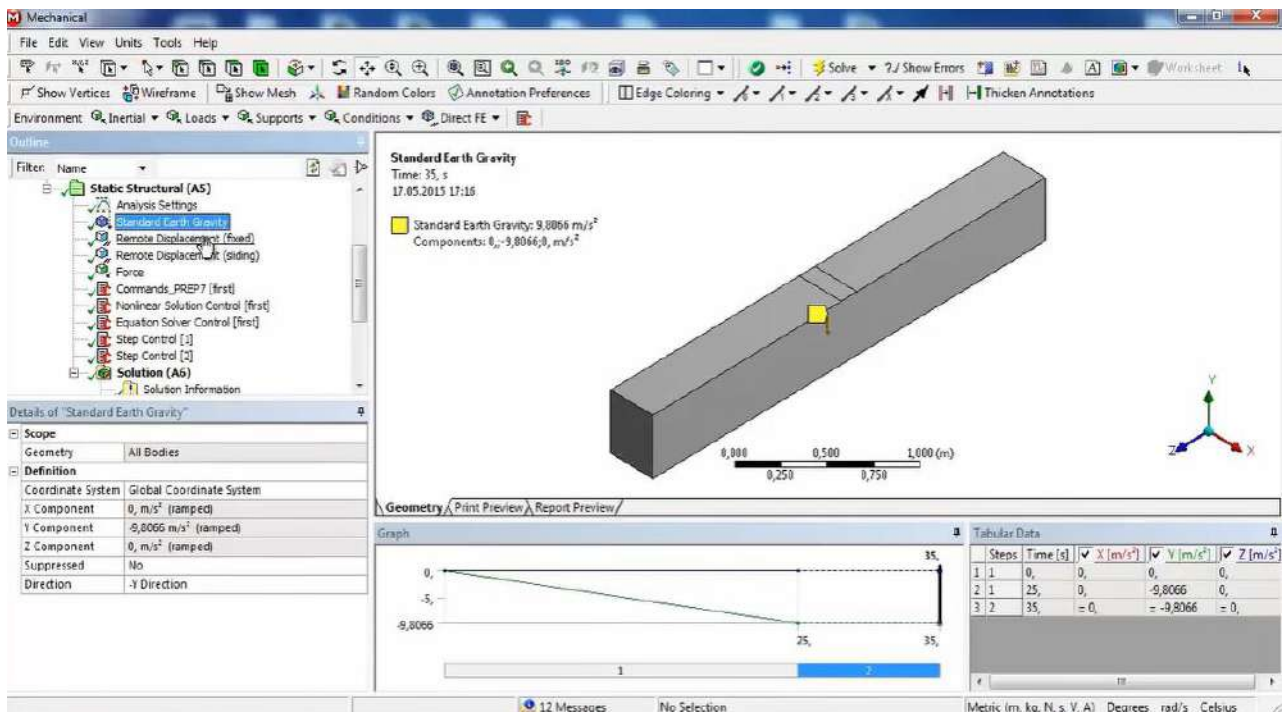 Mechanical
File Edit View Units Tools Help
Solve ?✓ Show Errors Worksheet
Show Vertices Wireframe Show Mesh Random Colors Annotation Preferences Edge Coloring Thicken Annotations
Environment Inertial Loads Supports Conditions Direct FE
Outline
Filter: Name
Static Structural (A5)
Analysis Settings
Standard Earth Gravity
Remote Displacement (fixed)
Remote Displacement (sliding)
Force
Commands_PREP7 [first]
Nonlinear Solution Control [first]
Equation Solver Control [first]
Step Control [1]
Step Control [2]
Solution (A6)
Solution Information
Details of "Standard Earth Gravity"
Scope
Geometry All Bodies
Definition
Coordinate System Global Coordinate System
X Component 0, m/s² (ramped)
Y Component -9,8066 m/s² (ramped)
Z Component 0, m/s² (ramped)
Suppressed No
Direction -Y Direction
Standard Earth Gravity
Time: 35, s
17.05.2015 17:16
Standard Earth Gravity: 9,8066 m/s²
Components: 0,;-9,8066;0, m/s²
0,000 0,500 1,000 (m)
0,250 0,750
Y
Z X
Geometry Print Preview Report Preview
Graph
35,
0,
-5,
-9,8066
25, 35,
1 2
Tabular Data
Steps Time [s] X [m/s²] Y [m/s²] Z [m/s²]
1 1 0, 0, 0, 0,
2 1 25, 0, -9,8066 0,
3 2 35, = 0, = -9,8066 = 0,
12 Messages No Selection Metric (m, kg, N, s, V, A) Degrees rad/s Celsius